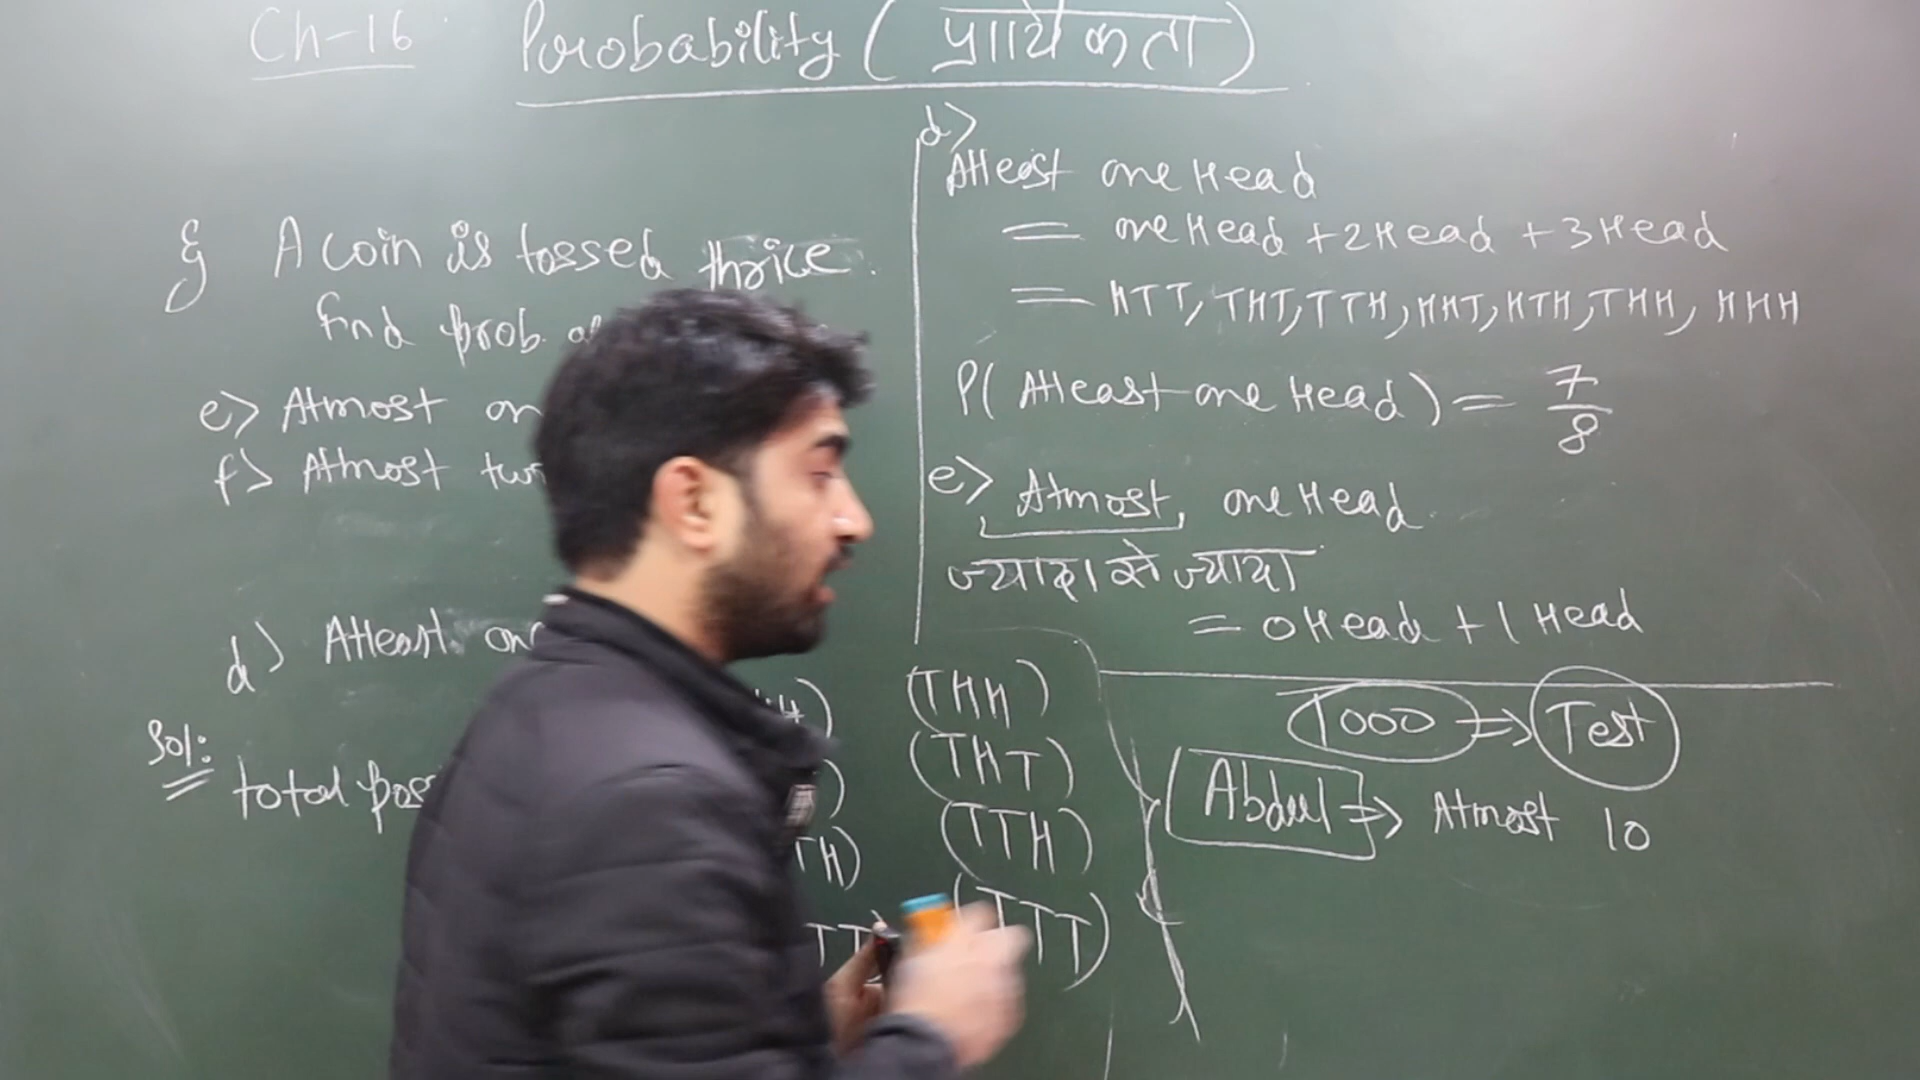 Ch-16 Probability ( प्रायिकता )
A coin is tossed thrice.
find prob.
e> Atmost
f> Atmost
d) Atleast
Sol:
total
d>
Atleast one Head
= one Head + 2 Head + 3 Head
= HTT, THT, TTH, HHT, HTH, THH, HHH
P( Atleast one Head ) = 7/8
e> Atmost one Head.
ज्यादा से ज्यादा
= 0 Head + 1 Head
(THH)
(THT)
(TTH)
(TTT)
1000 => Test
Abdul => Atmost 10